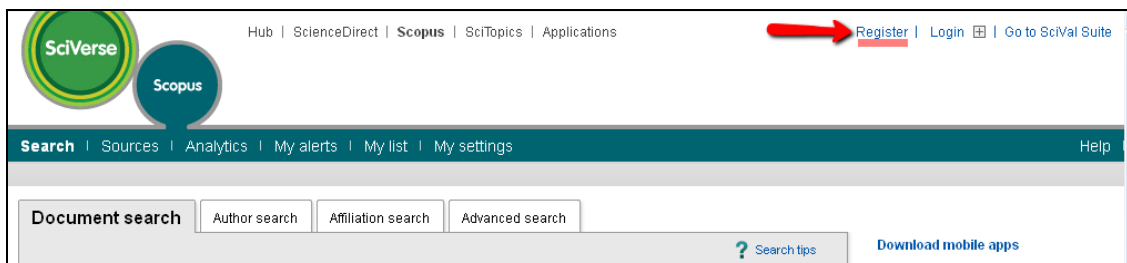 Hub | ScienceDirect | Scopus | SciTopics | Applications
Register | Login | Go to SciVal Suite
SciVerse
Scopus
Search | Sources | Analytics | My alerts | My list | My settings
Help
Document search
Author search
Affiliation search
Advanced search
? Search tips
Download mobile apps